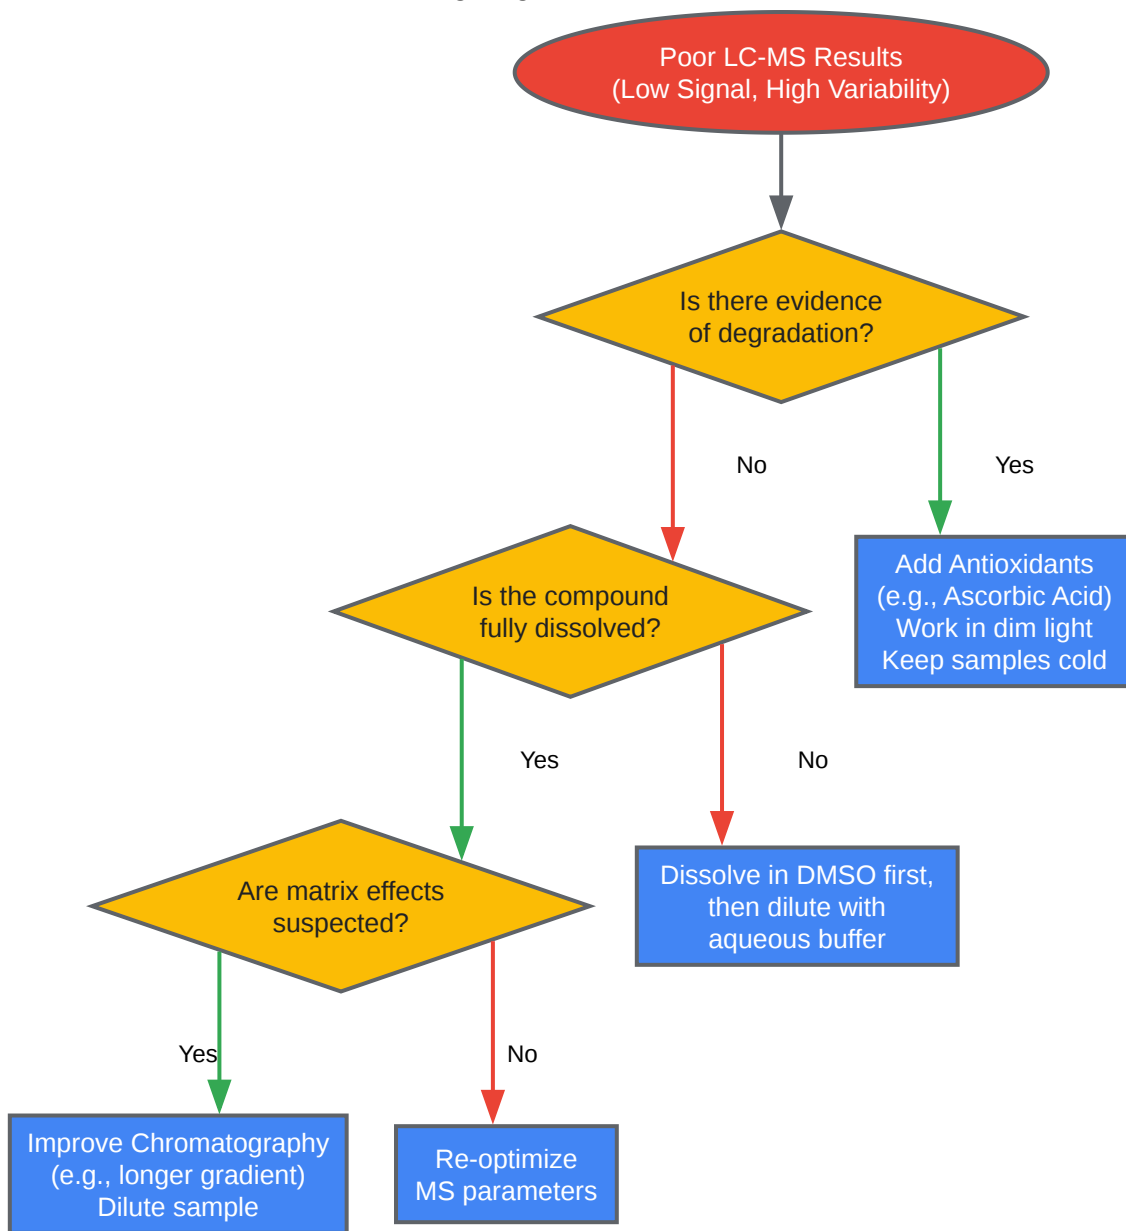 Poor LC-MS Results
(Low Signal, High Variability)
Is there evidence
of degradation?
No
Yes
Is the compound
fully dissolved?
Add Antioxidants
(e.g., Ascorbic Acid)
Work in dim light
Keep samples cold
Yes
No
Are matrix effects
suspected?
Dissolve in DMSO first,
then dilute with
aqueous buffer
Yes
No
Improve Chromatography
(e.g., longer gradient)
Dilute sample
Re-optimize
MS parameters